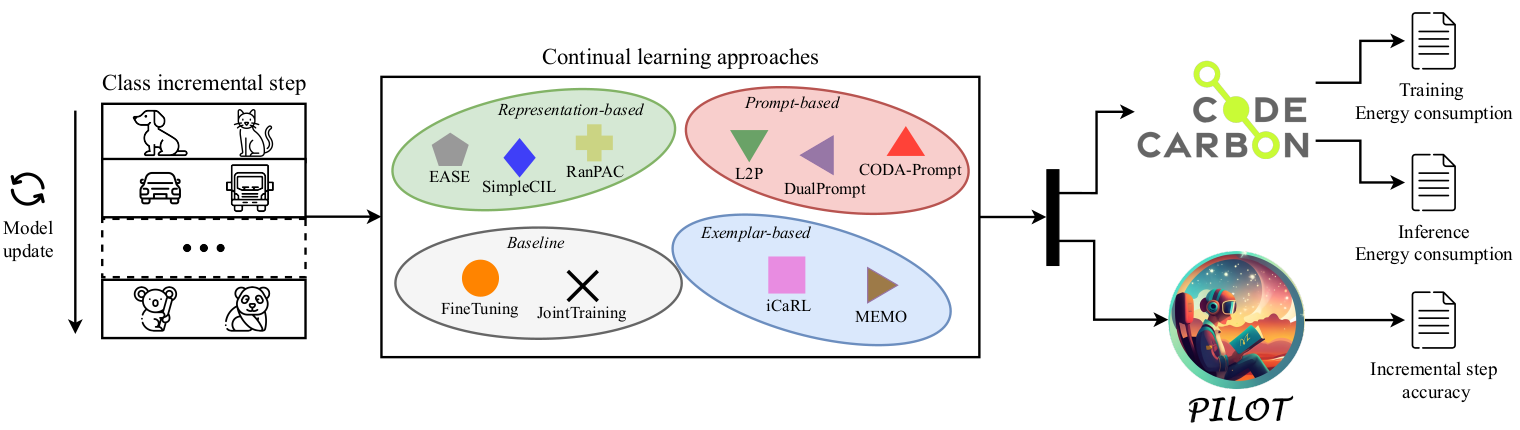 Class incremental step
Model
update
Continual learning approaches
Representation-based
EASE
SimpleCIL
RanPAC
Prompt-based
L2P
DualPrompt
CODA-Prompt
Baseline
FineTuning
JointTraining
Exemplar-based
iCaRL
MEMO
CODE
CARBON
PILOT
Training
Energy consumption
Inference
Energy consumption
Incremental step
accuracy